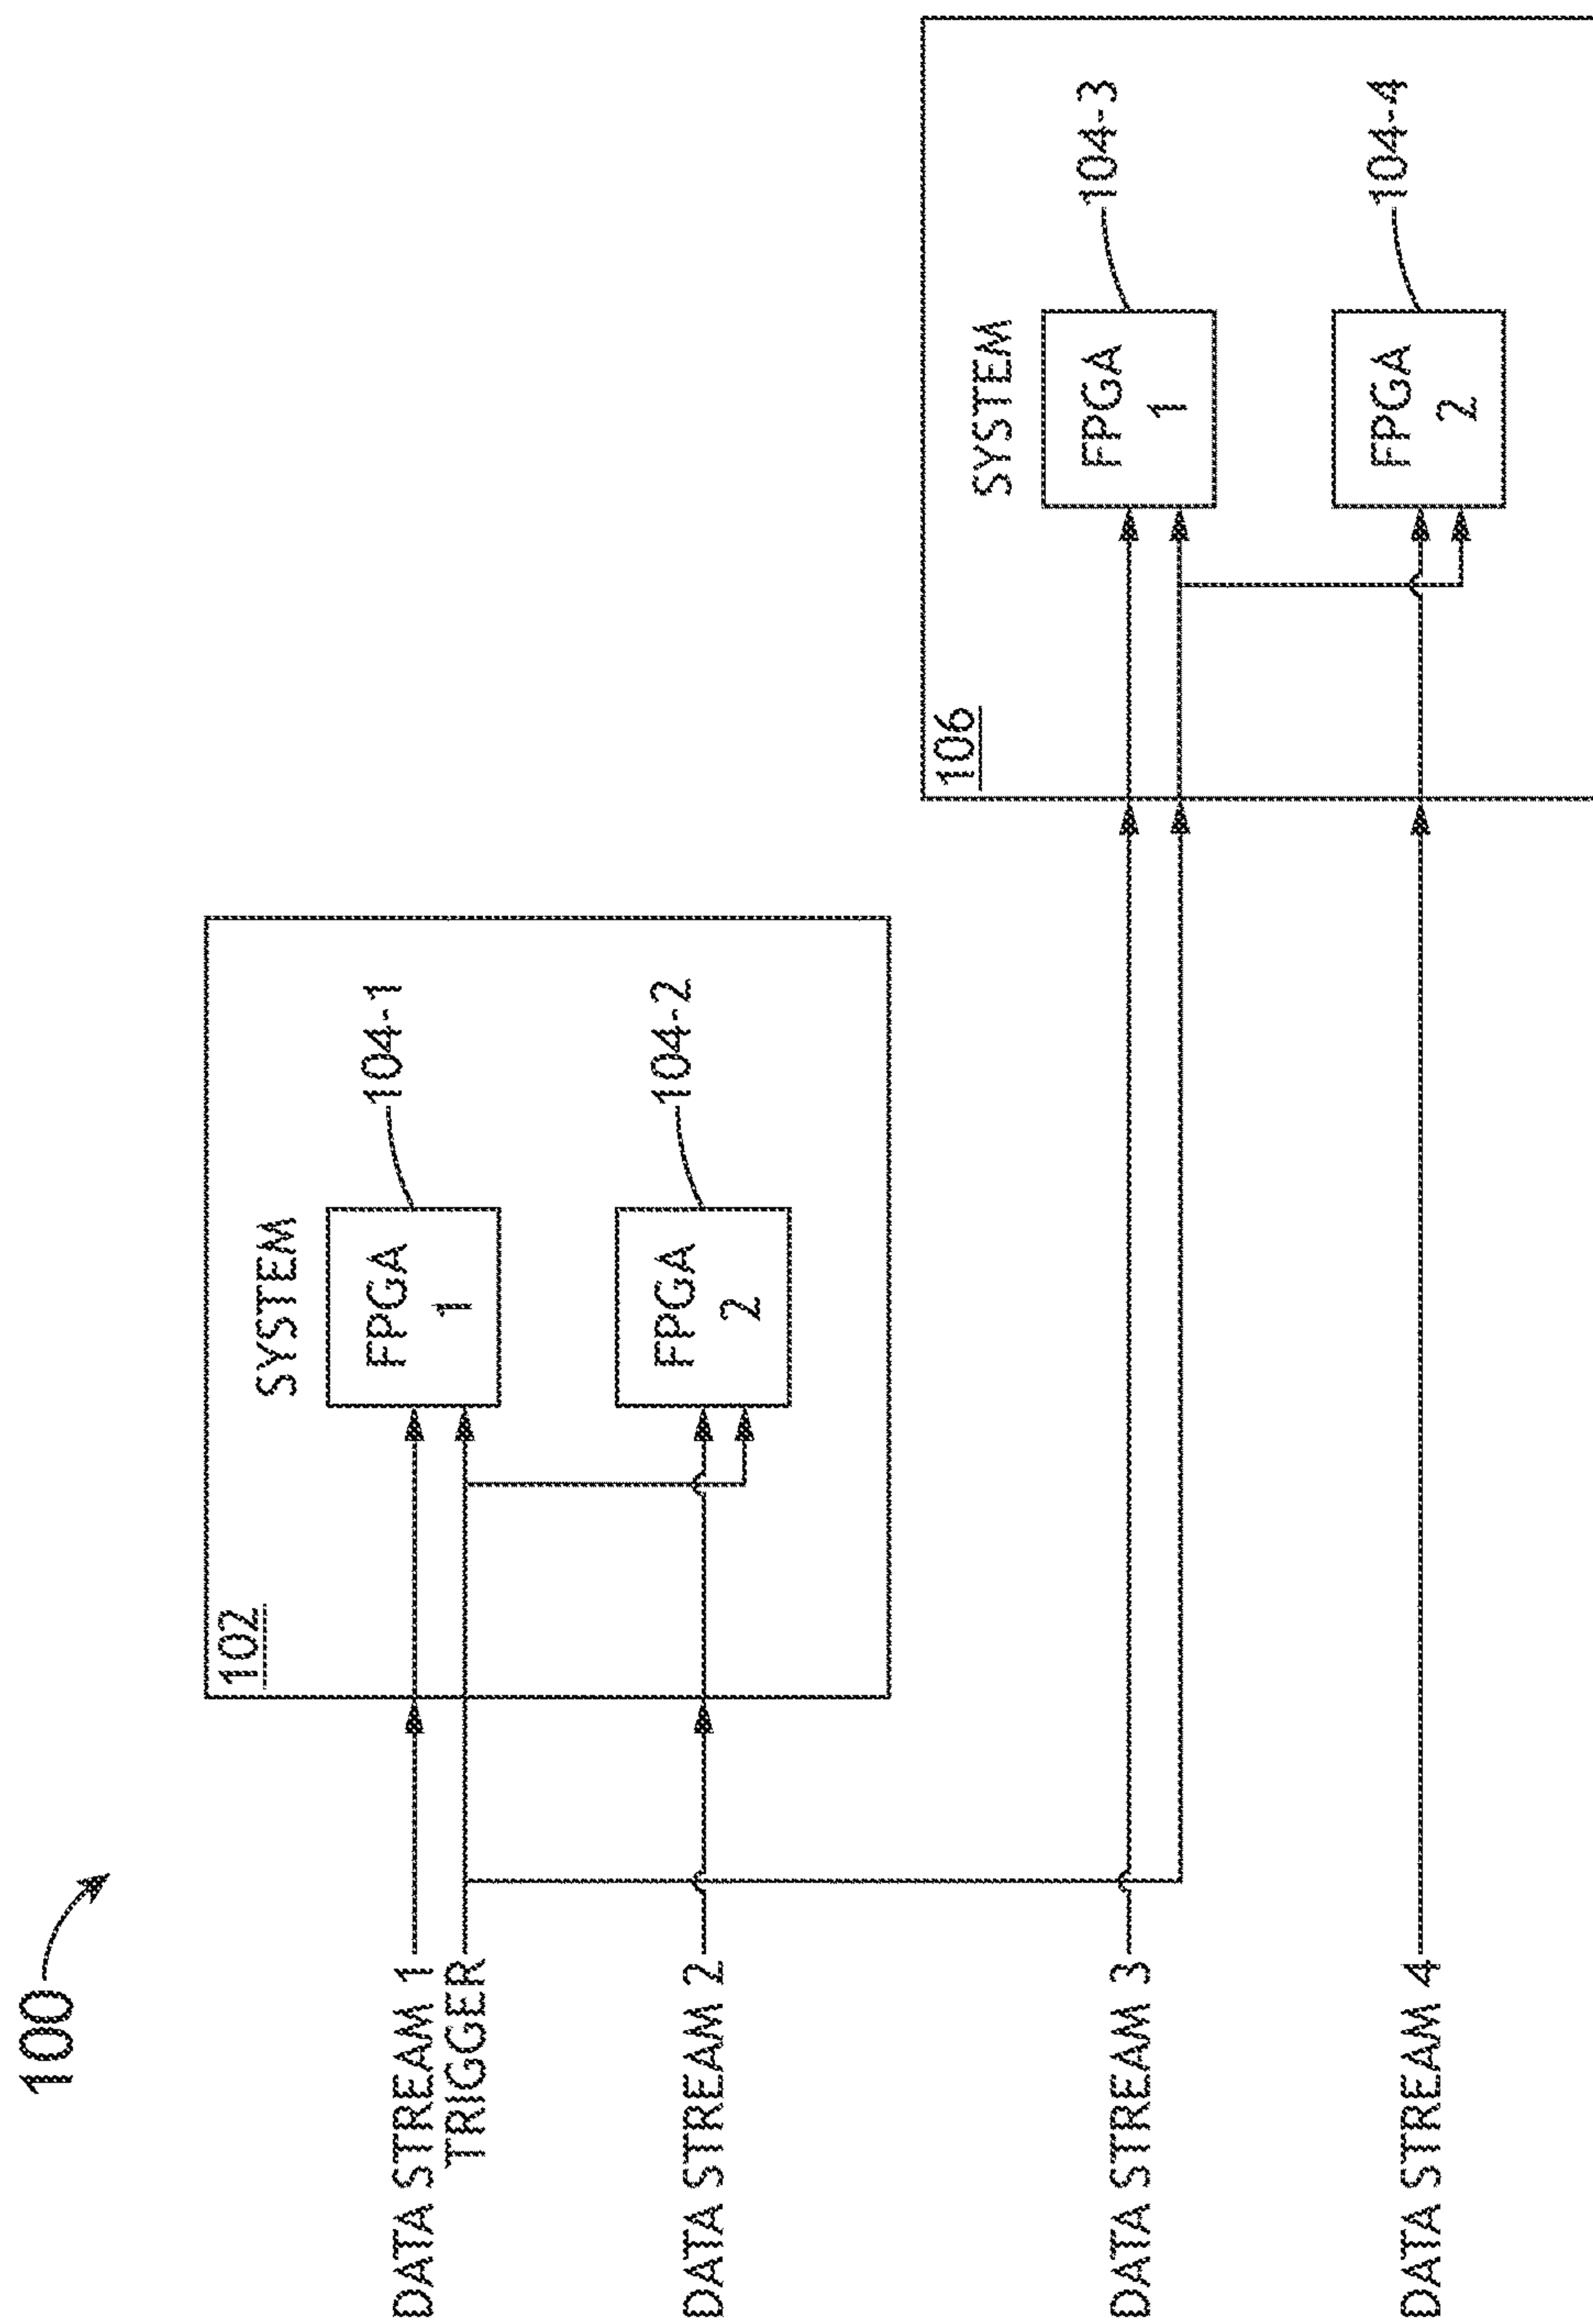 100
DATA STREAM 1
TRIGGER
DATA STREAM 2
DATA STREAM 3
DATA STREAM 4
102
SYSTEM
FPGA
1
104-1
FPGA
2
104-2
106
SYSTEM
FPGA
1
104-3
FPGA
2
104-4